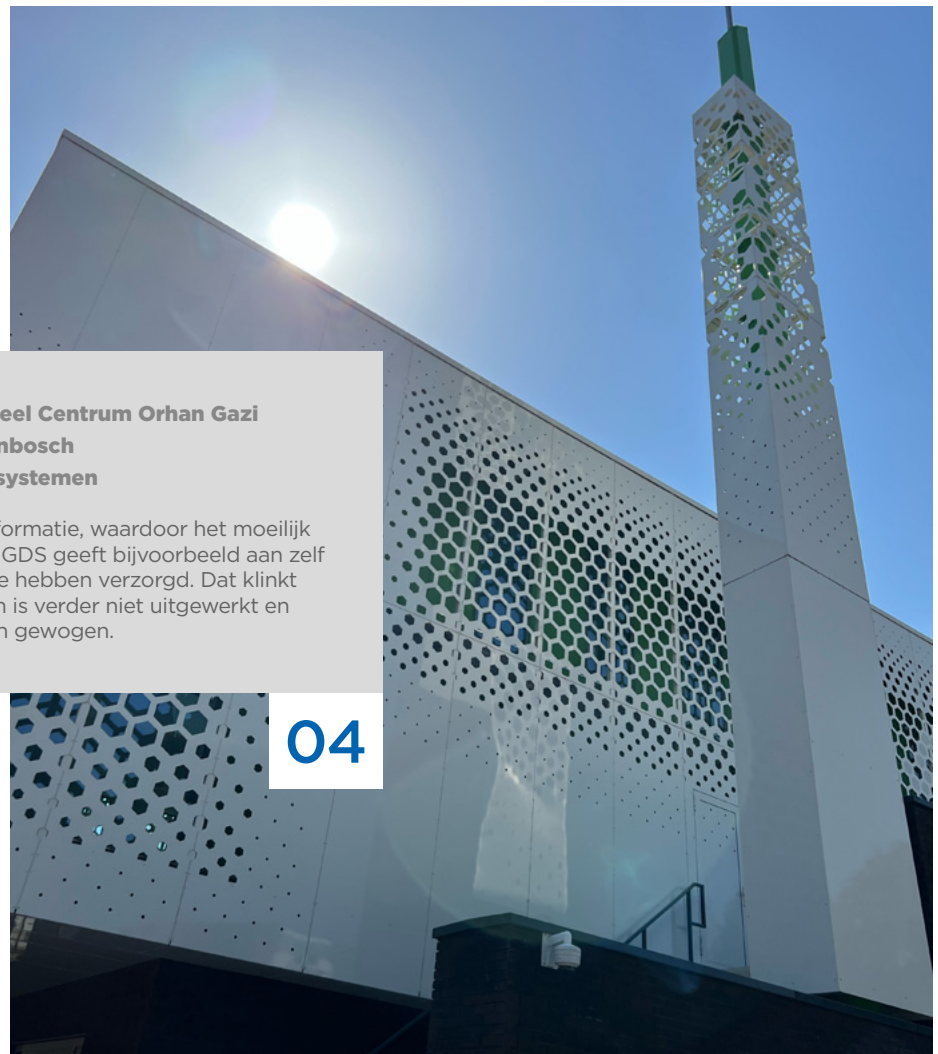 eel Centrum Orhan Gazi
nbosch
systemen
formatie, waardoor het moeilijk
GDS geeft bijvoorbeeld aan zelf
e hebben verzorgd. Dat klinkt
n is verder niet uitgewerkt en
n gewogen.
04